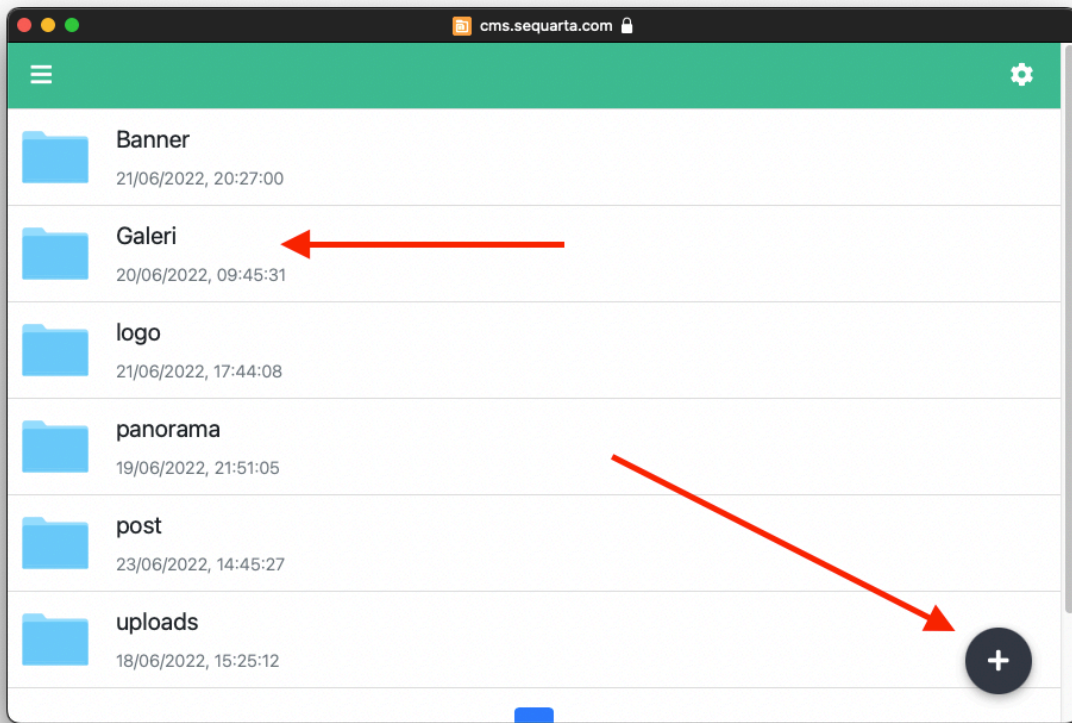 cms.sequarta.com
Banner
21/06/2022, 20:27:00
Galeri
20/06/2022, 09:45:31
logo
21/06/2022, 17:44:08
panorama
19/06/2022, 21:51:05
post
23/06/2022, 14:45:27
uploads
18/06/2022, 15:25:12